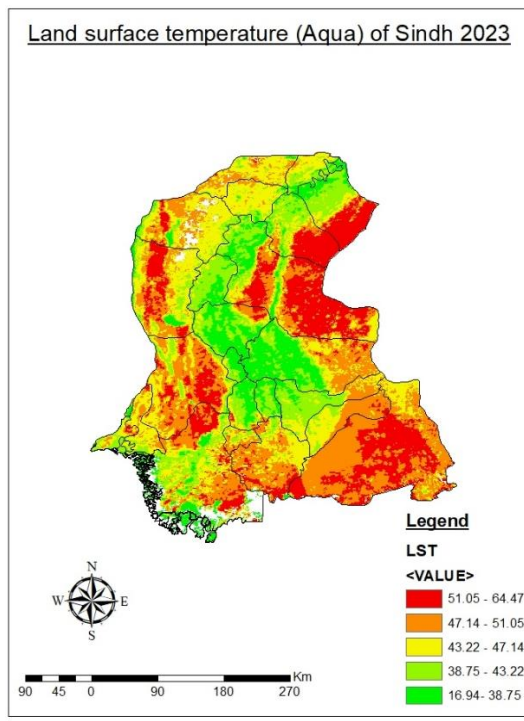 Land surface temperature (Aqua) of Sindh 2023
Legend
LST
<VALUE>
51.05 - 64.47
47.14 - 51.05
43.22 - 47.14
38.75 - 43.22
16.94 - 38.75
N
W E
S
Km
90 45 0 90 180 270